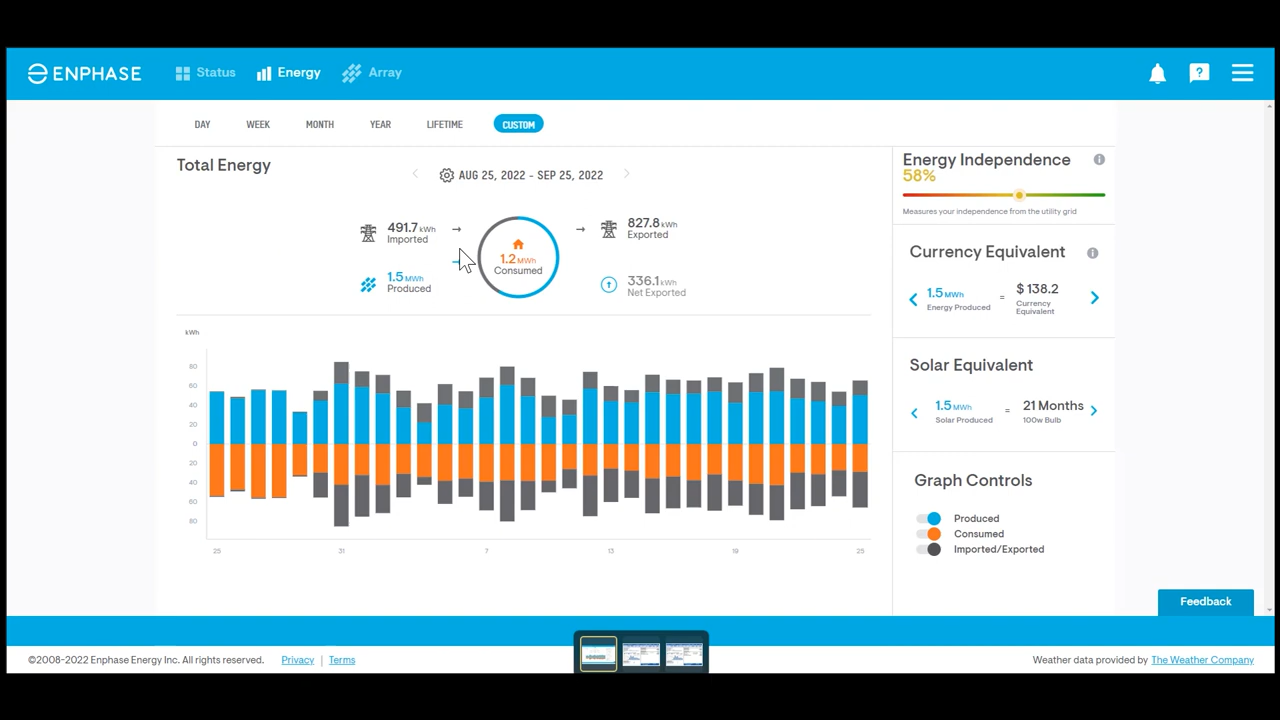 ENPHASE
Status
Energy
Array
?
DAY
WEEK
MONTH
YEAR
LIFETIME
CUSTOM
Total Energy
AUG 25, 2022 - SEP 25, 2022
491.7 kWh
Imported
1.5 MWh
Produced
1.2 MWh
Consumed
827.8 kWh
Exported
336.1 kWh
Net Exported
kWh
80
60
40
20
0
20
40
60
80
25
31
7
13
19
25
Energy Independence
58%
Measures your independence from the utility grid
Currency Equivalent
1.5 MWh
Energy Produced
=
$ 138.2
Currency
Equivalent
Solar Equivalent
1.5 MWh
Solar Produced
=
21 Months
100w Bulb
Graph Controls
Produced
Consumed
Imported/Exported
Feedback
©2008-2022 Enphase Energy Inc. All rights reserved.
Privacy | Terms
Weather data provided by The Weather Company